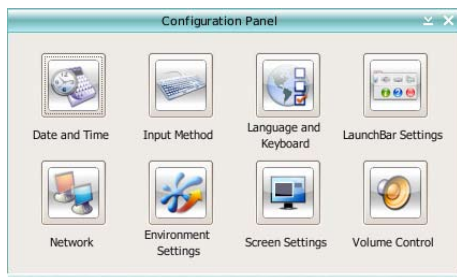 Configuration Panel
Date and Time
Input Method
Language and
Keyboard
LaunchBar Settings
Network
Environment
Settings
Screen Settings
Volume Control